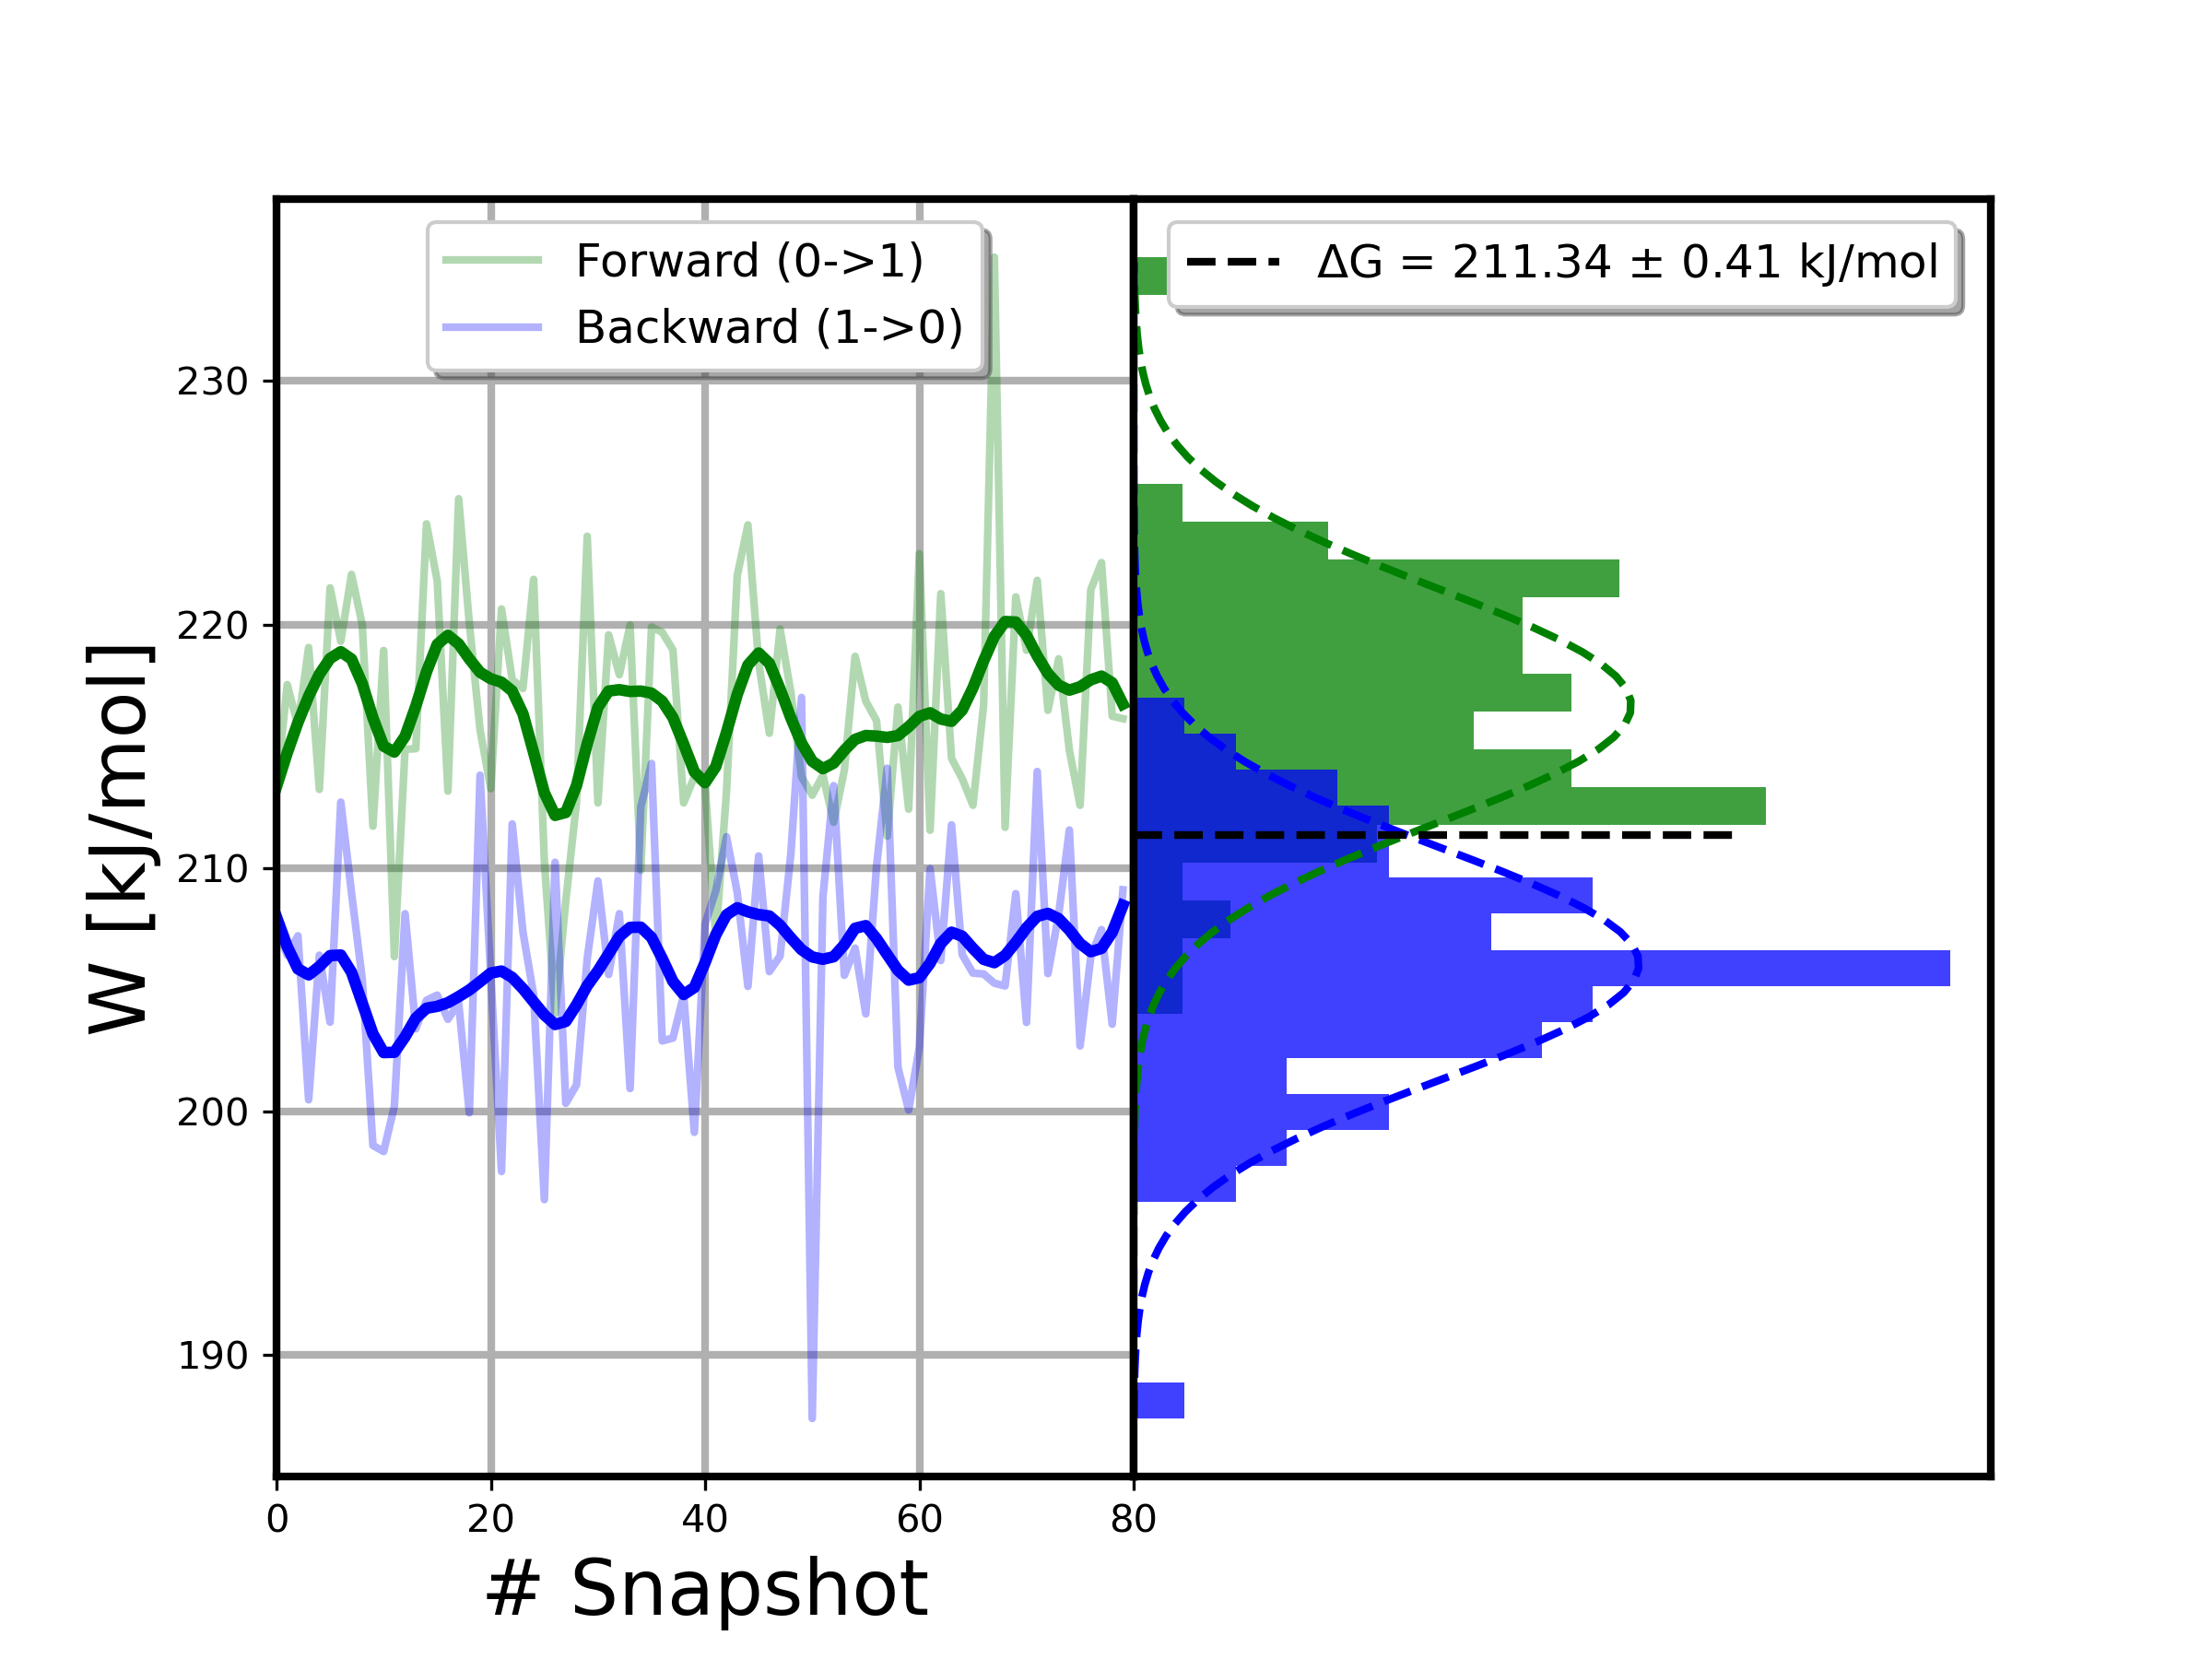 Forward (0->1)
Backward (1->0)
ΔG = 211.34 ± 0.41 kJ/mol
W [kJ/mol]
230
220
210
200
190
0 20 40 60 80
# Snapshot